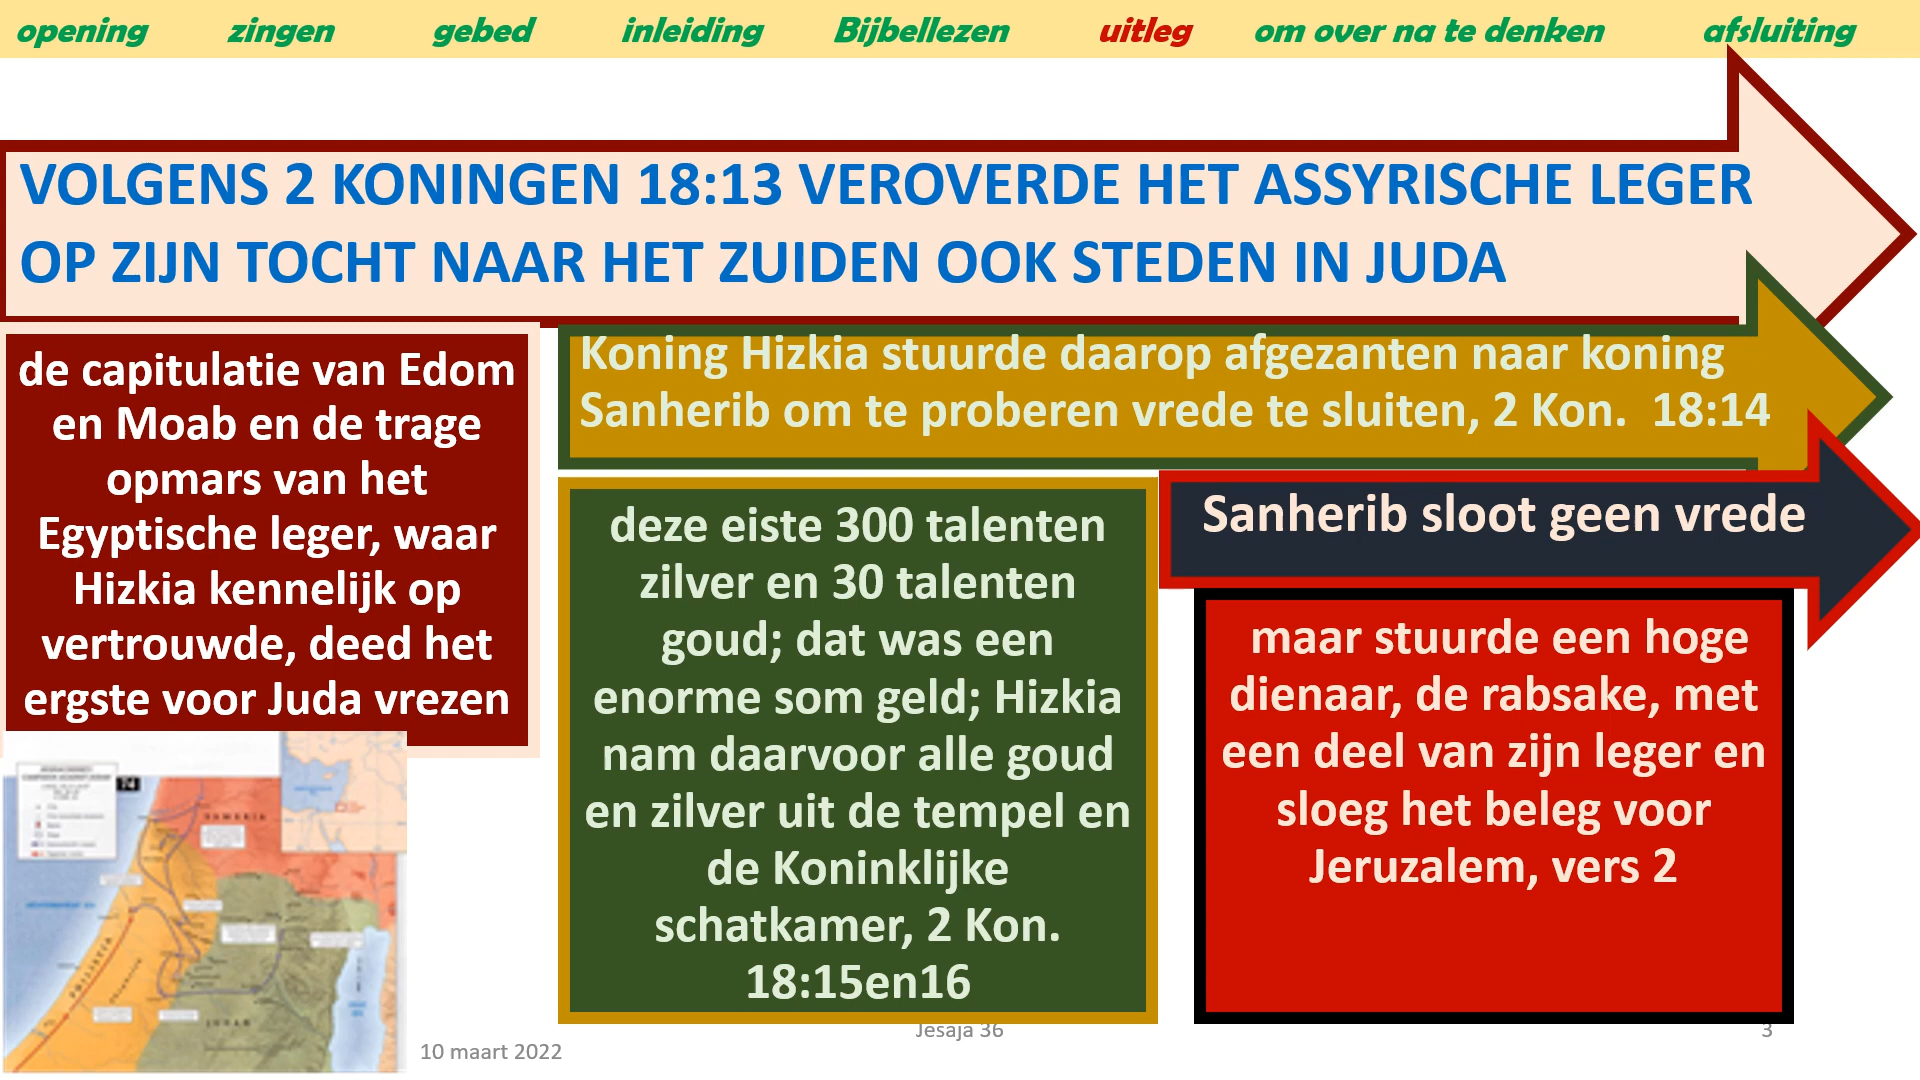 opening zingen gebed inleiding Bijbellezen uitleg om over na te denken afsluiting
VOLGENS 2 KONINGEN 18:13 VEROVERDE HET ASSYRISCHE LEGER
OP ZIJN TOCHT NAAR HET ZUIDEN OOK STEDEN IN JUDA
de capitulatie van Edom
en Moab en de trage
opmars van het
Egyptische leger, waar
Hizkia kennelijk op
vertrouwde, deed het
ergste voor Juda vrezen
Koning Hizkia stuurde daarop afgezanten naar koning
Sanherib om te proberen vrede te sluiten, 2 Kon. 18:14
deze eiste 300 talenten
zilver en 30 talenten
goud; dat was een
enorme som geld; Hizkia
nam daarvoor alle goud
en zilver uit de tempel en
de Koninklijke
schatkamer, 2 Kon.
18:15en16
Sanherib sloot geen vrede
maar stuurde een hoge
dienaar, de rabsake, met
een deel van zijn leger en
sloeg het beleg voor
Jeruzalem, vers 2
74
SAMARIA
PHILISTIA
JUDAH
10 maart 2022
Jesaja 36
3